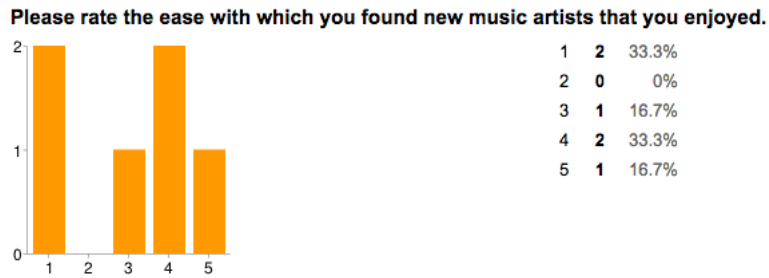 Please rate the ease with which you found new music artists that you enjoyed.
2
1
0
1 2 3 4 5
1 2 33.3%
2 0 0%
3 1 16.7%
4 2 33.3%
5 1 16.7%